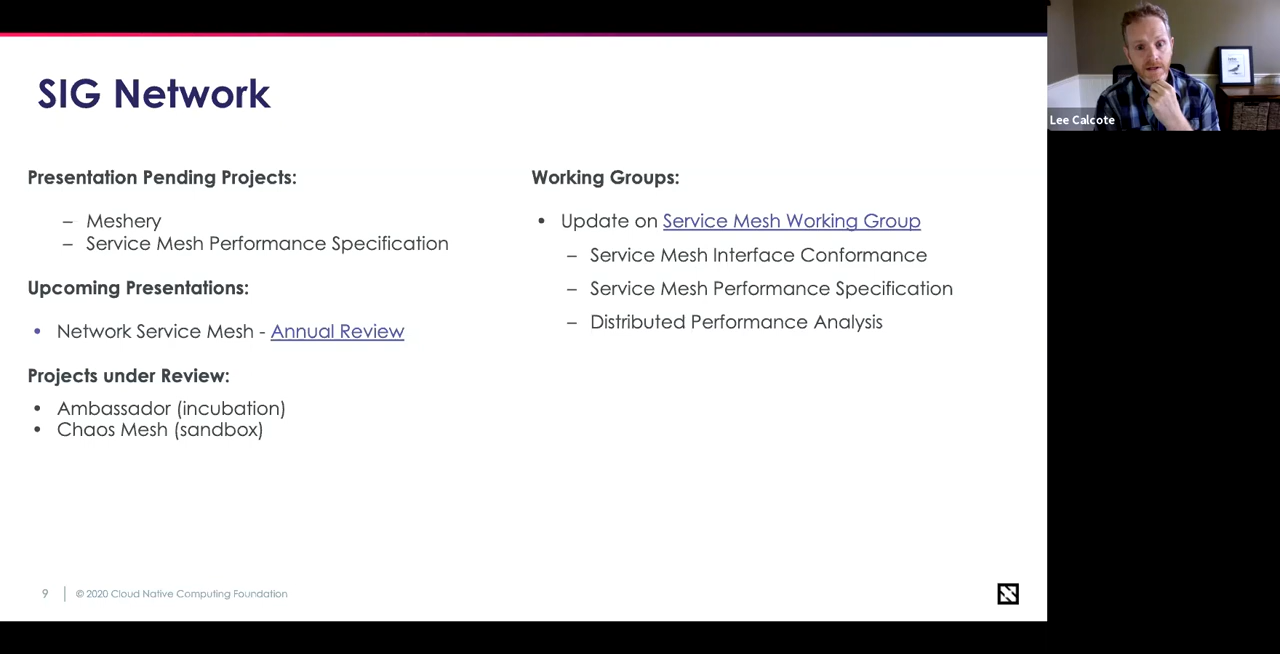 SIG Network
Presentation Pending Projects:
– Meshery
– Service Mesh Performance Specification
Upcoming Presentations:
• Network Service Mesh - Annual Review
Projects under Review:
• Ambassador (incubation)
• Chaos Mesh (sandbox)
Working Groups:
• Update on Service Mesh Working Group
– Service Mesh Interface Conformance
– Service Mesh Performance Specification
– Distributed Performance Analysis
9 | © 2020 Cloud Native Computing Foundation
Lee Calcote